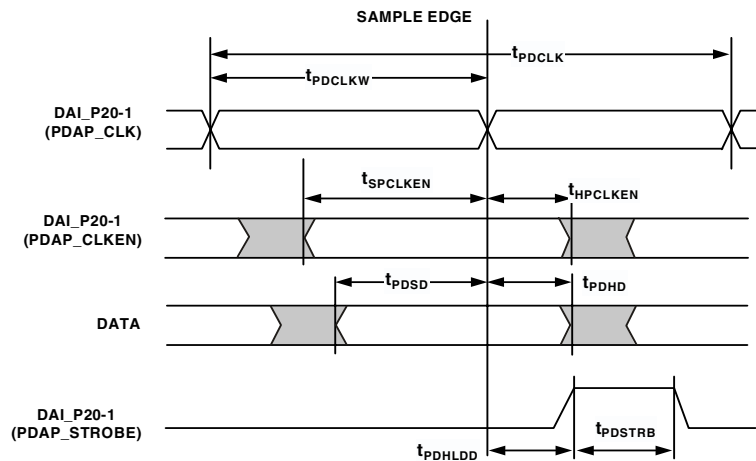 SAMPLE EDGE
tPDCLK
tPDCLKW
DAI_P20-1
(PDAP_CLK)
tSPCLKEN
tHPCLKEN
DAI_P20-1
(PDAP_CLKEN)
tPDSD
tPDHD
DATA
DAI_P20-1
(PDAP_STROBE)
tPDHLDD
tPDSTRB